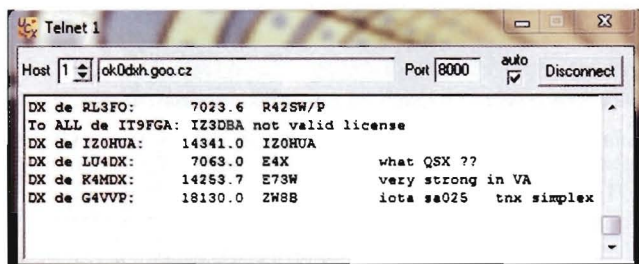 Telnet 1
Host 1 ok0dxh.goo.cz Port 8000 auto Disconnect
DX de RL3FO: 7023.6 R42SW/P
To ALL de IT9FGA: IZ3DBA not valid license
DX de IZ0HUA: 14341.0 IZ0HUA
DX de LU4DX: 7063.0 E4X what QSX ??
DX de K4MDX: 14253.7 E73W very strong in VA
DX de G4VVP: 18130.0 ZW8B iota sa025 tnx simplex